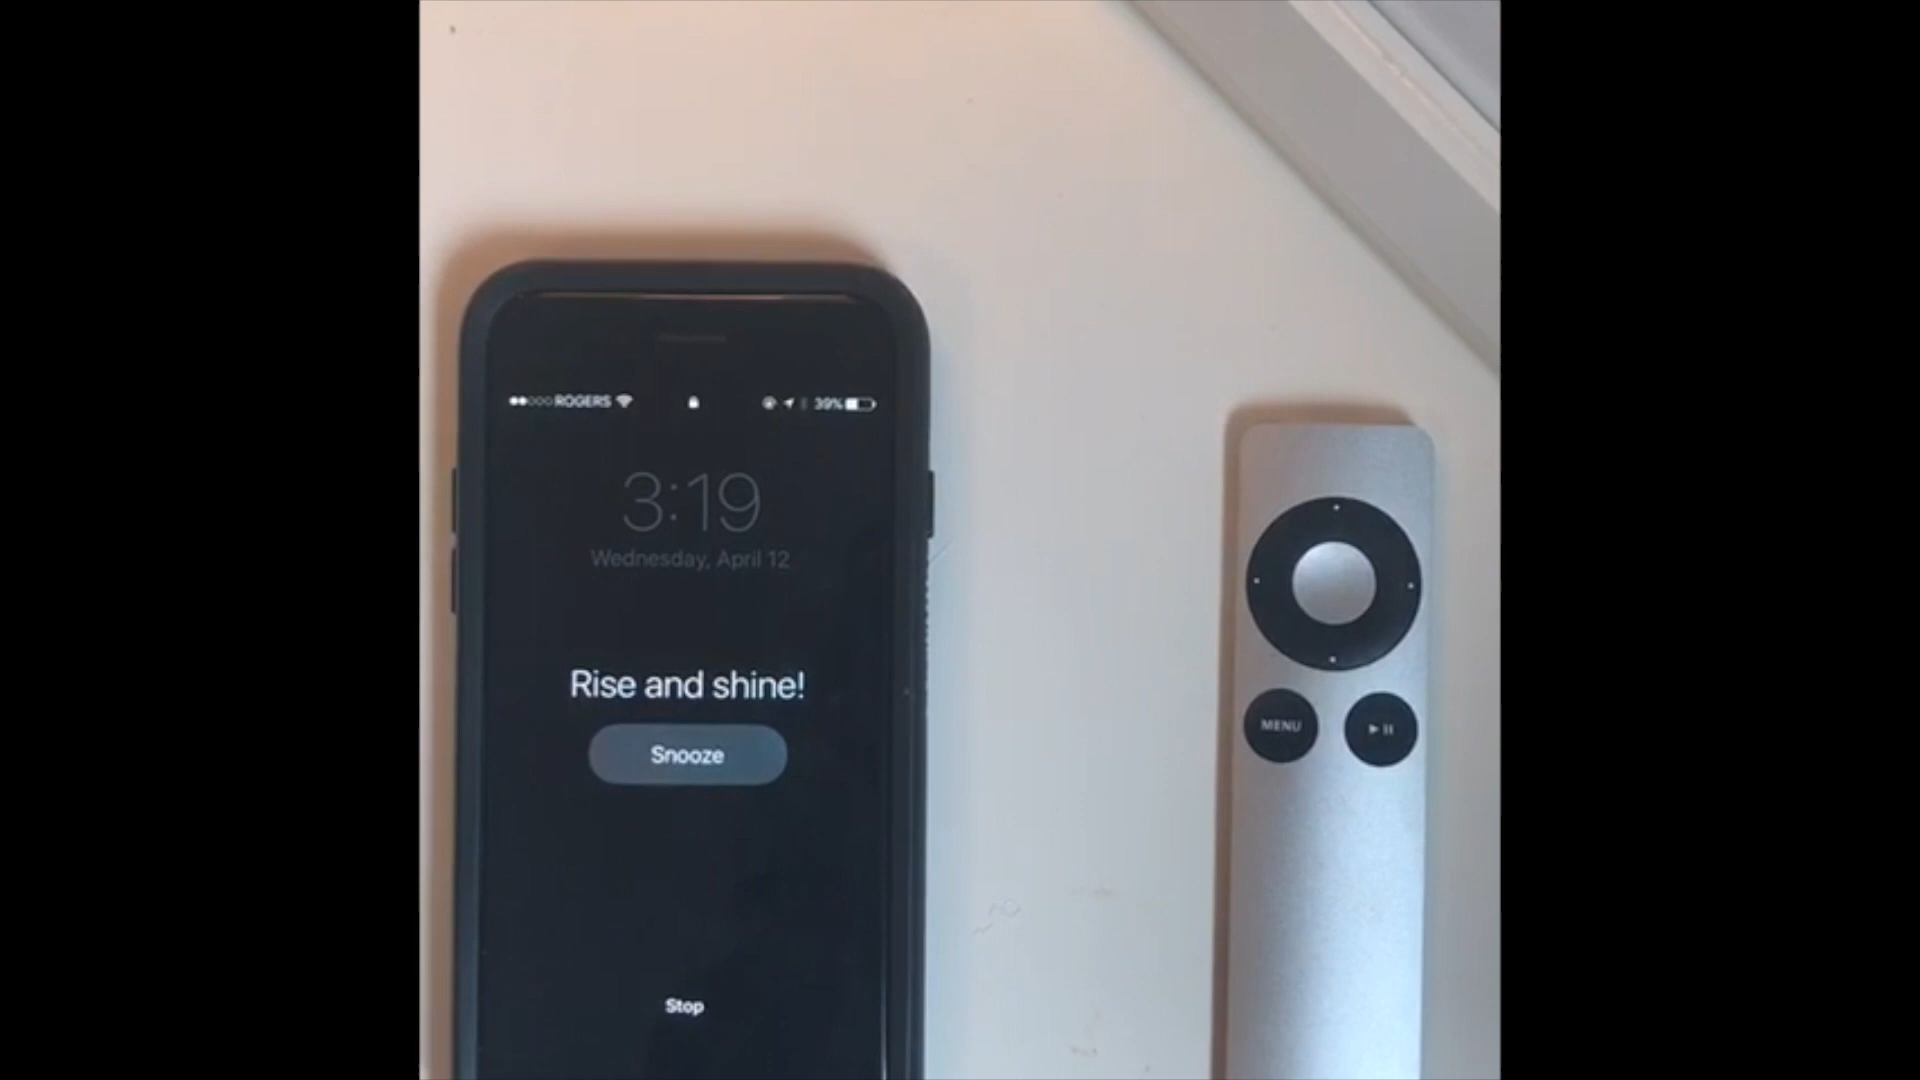 ROGERS 39%
3:19
Wednesday, April 12
Rise and shine!
Snooze
Stop
MENU